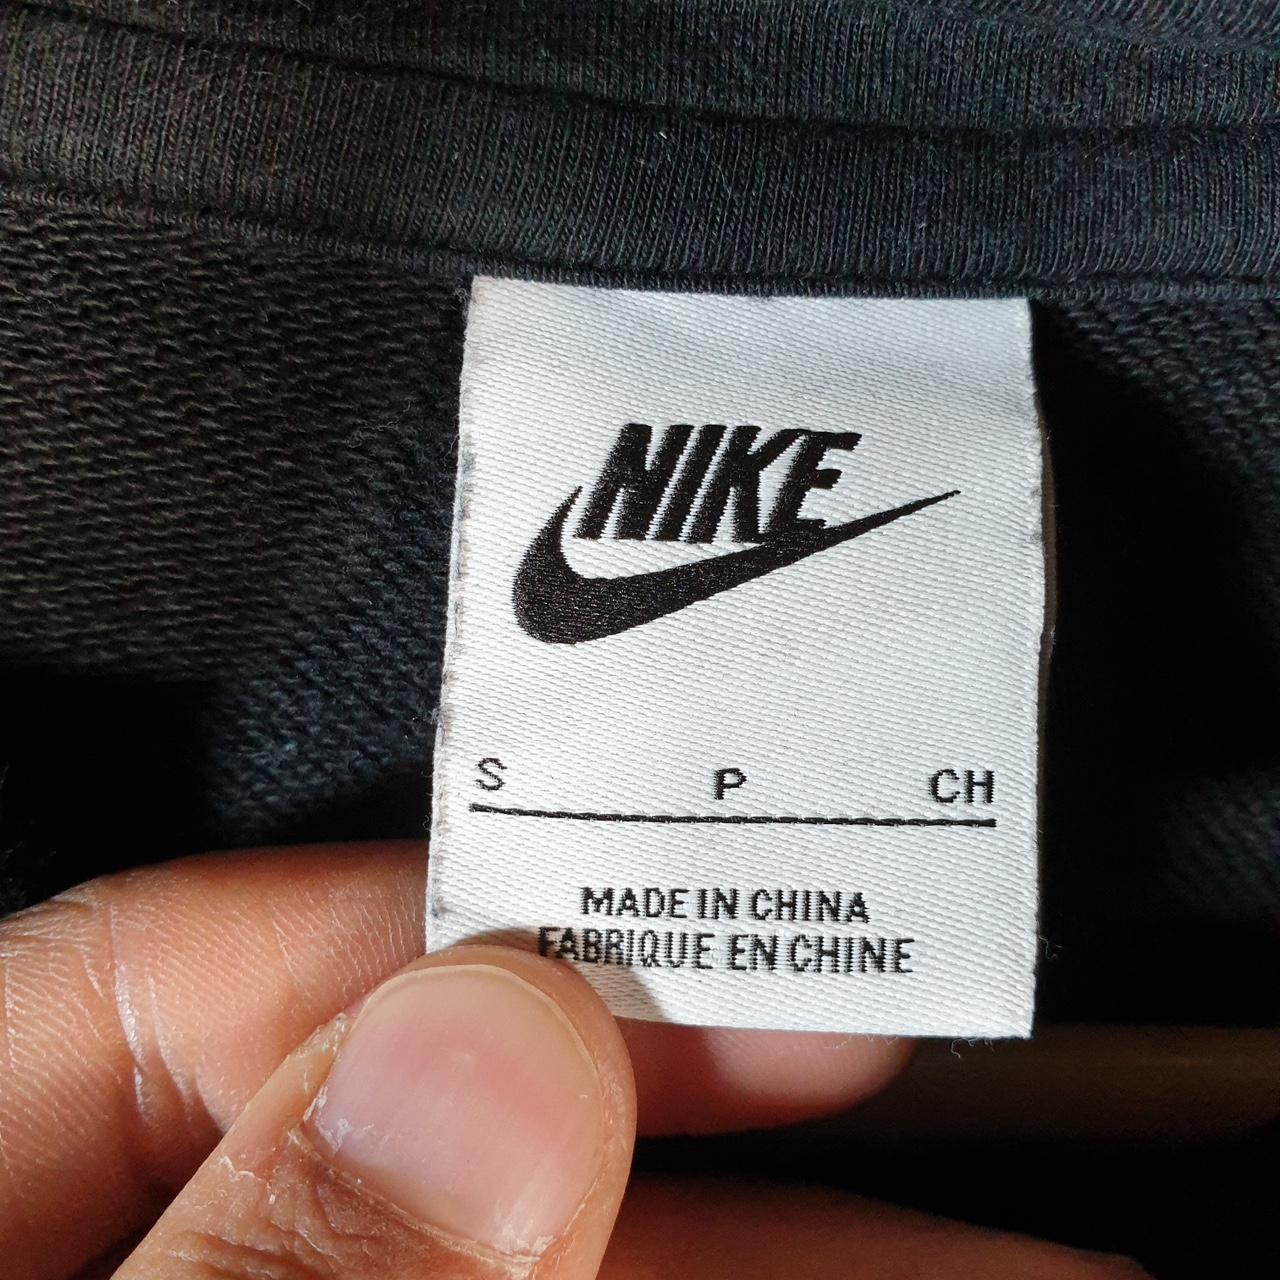 NIKE
S P CH
MADE IN CHINA
FABRIQUE EN CHINE